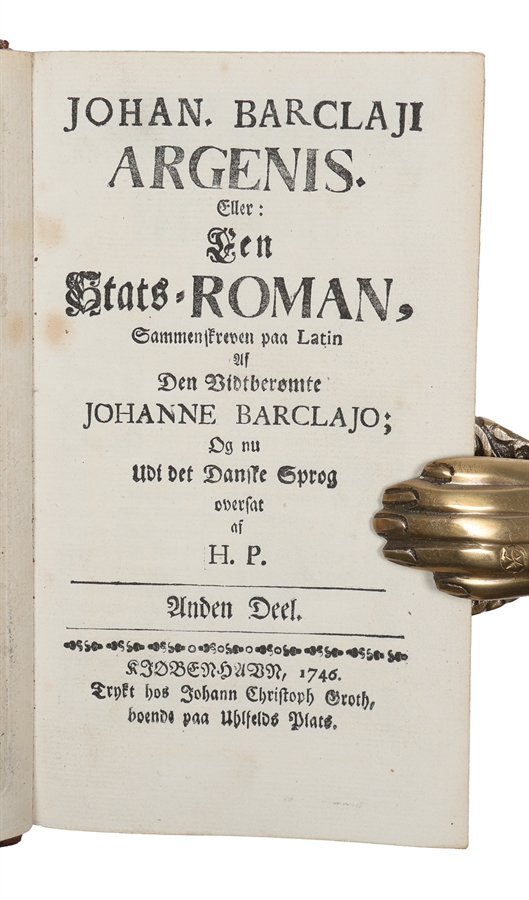 JOHAN. BARCLAJI
ARGENIS.
Eller:
Een
Stats-ROMAN,
Sammenskreven paa Latin
Af
Den Vidtberømte
JOHANNE BARCLAJO;
Og nu
Udi det Danske Sprog
oversat
af
H. P.
Anden Deel.
KJØBENHAVN, 1746.
Trykt hos Johann Christoph Groth,
boende paa Uhlfelds Plats.